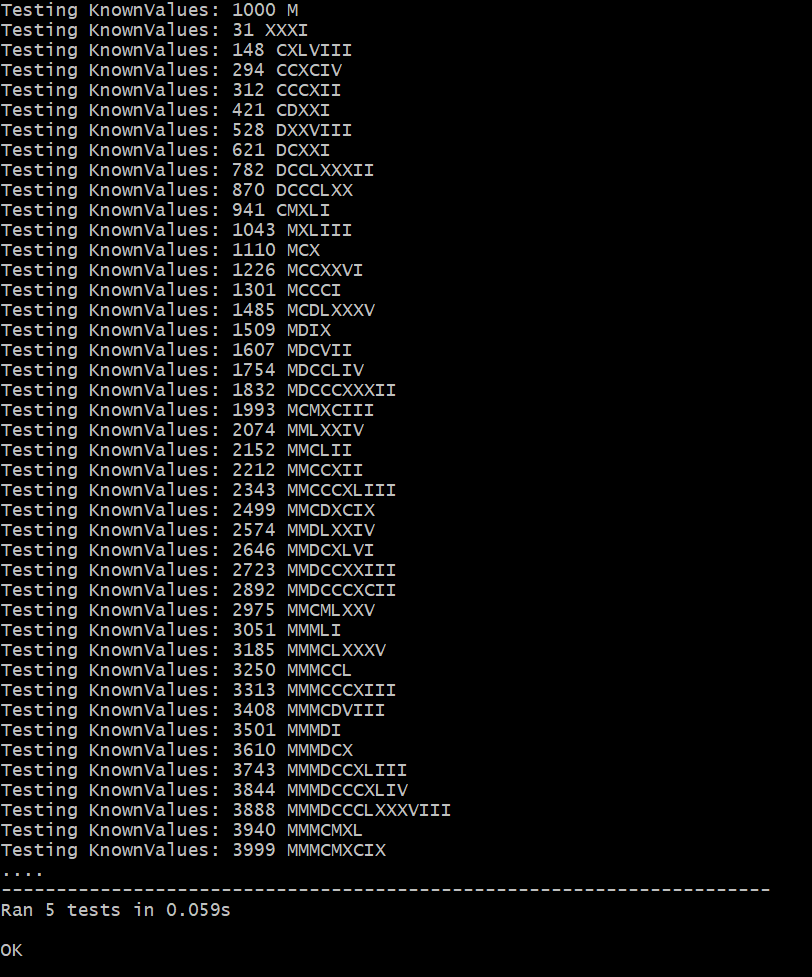 Testing KnownValues: 1000 M
Testing KnownValues: 31 XXXI
Testing KnownValues: 148 CXLVIII
Testing KnownValues: 294 CCXCIV
Testing KnownValues: 312 CCCXII
Testing KnownValues: 421 CDXXI
Testing KnownValues: 528 DXXVIII
Testing KnownValues: 621 DCXXI
Testing KnownValues: 782 DCCLXXXII
Testing KnownValues: 870 DCCCLXX
Testing KnownValues: 941 CMXLI
Testing KnownValues: 1043 MXLIII
Testing KnownValues: 1110 MCX
Testing KnownValues: 1226 MCCXXVI
Testing KnownValues: 1301 MCCCI
Testing KnownValues: 1485 MCDLXXXV
Testing KnownValues: 1509 MDIX
Testing KnownValues: 1607 MDCVII
Testing KnownValues: 1754 MDCCLIV
Testing KnownValues: 1832 MDCCCXXXII
Testing KnownValues: 1993 MCMXCIII
Testing KnownValues: 2074 MMLXXIV
Testing KnownValues: 2152 MMCLII
Testing KnownValues: 2212 MMCCXII
Testing KnownValues: 2343 MMCCCXLIII
Testing KnownValues: 2499 MMCDXCIX
Testing KnownValues: 2574 MMDLXXIV
Testing KnownValues: 2646 MMDCXLVI
Testing KnownValues: 2723 MMDCCXXIII
Testing KnownValues: 2892 MMDCCCXCII
Testing KnownValues: 2975 MMCMLXXV
Testing KnownValues: 3051 MMMLI
Testing KnownValues: 3185 MMMCLXXXV
Testing KnownValues: 3250 MMMCCL
Testing KnownValues: 3313 MMMCCCXIII
Testing KnownValues: 3408 MMMCDVIII
Testing KnownValues: 3501 MMMDI
Testing KnownValues: 3610 MMMDCX
Testing KnownValues: 3743 MMMDCCXLIII
Testing KnownValues: 3844 MMMDCCCXLIV
Testing KnownValues: 3888 MMMDCCCLXXXVIII
Testing KnownValues: 3940 MMMCMXL
Testing KnownValues: 3999 MMMCMXCIX
....
----------------------------------------------------------------------
Ran 5 tests in 0.059s
OK